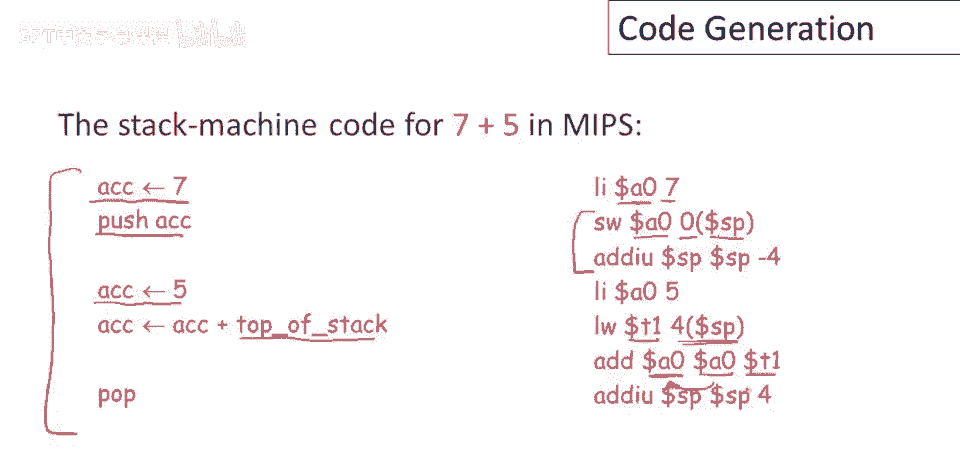 Code Generation
The stack-machine code for 7 + 5 in MIPS:
acc ← 7
push acc
acc ← 5
acc ← acc + top_of_stack
pop
li $a0 7
sw $a0 0($sp)
addiu $sp $sp -4
li $a0 5
lw $t1 4($sp)
add $a0 $a0 $t1
addiu $sp $sp 4